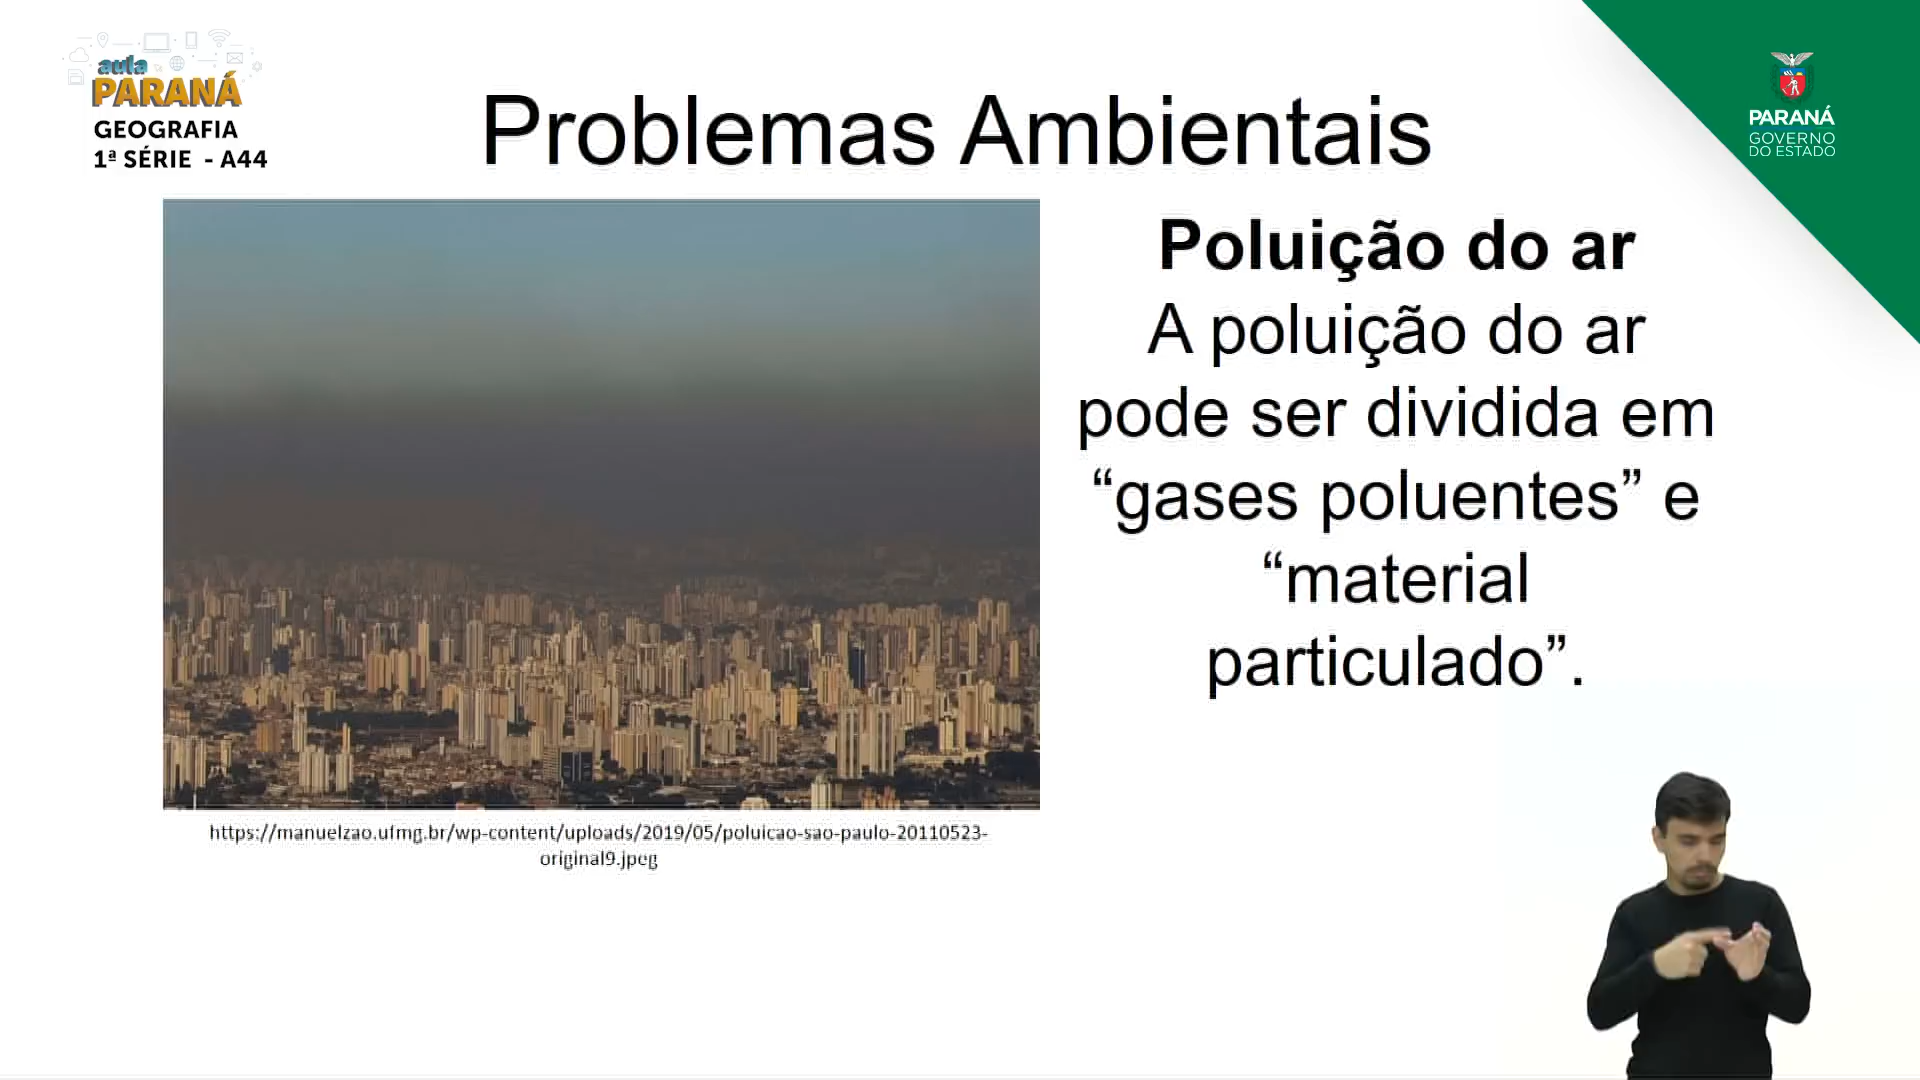 aula
PARANÁ
GEOGRAFIA
1ª SÉRIE - A44
Problemas Ambientais
PARANÁ
GOVERNO
DO ESTADO
Poluição do ar
A poluição do ar
pode ser dividida em
“gases poluentes” e
“material
particulado”.
https://manuelzao.ufmg.br/wp-content/uploads/2019/05/poluicao-sao-paulo-20110523-
original9.jpeg